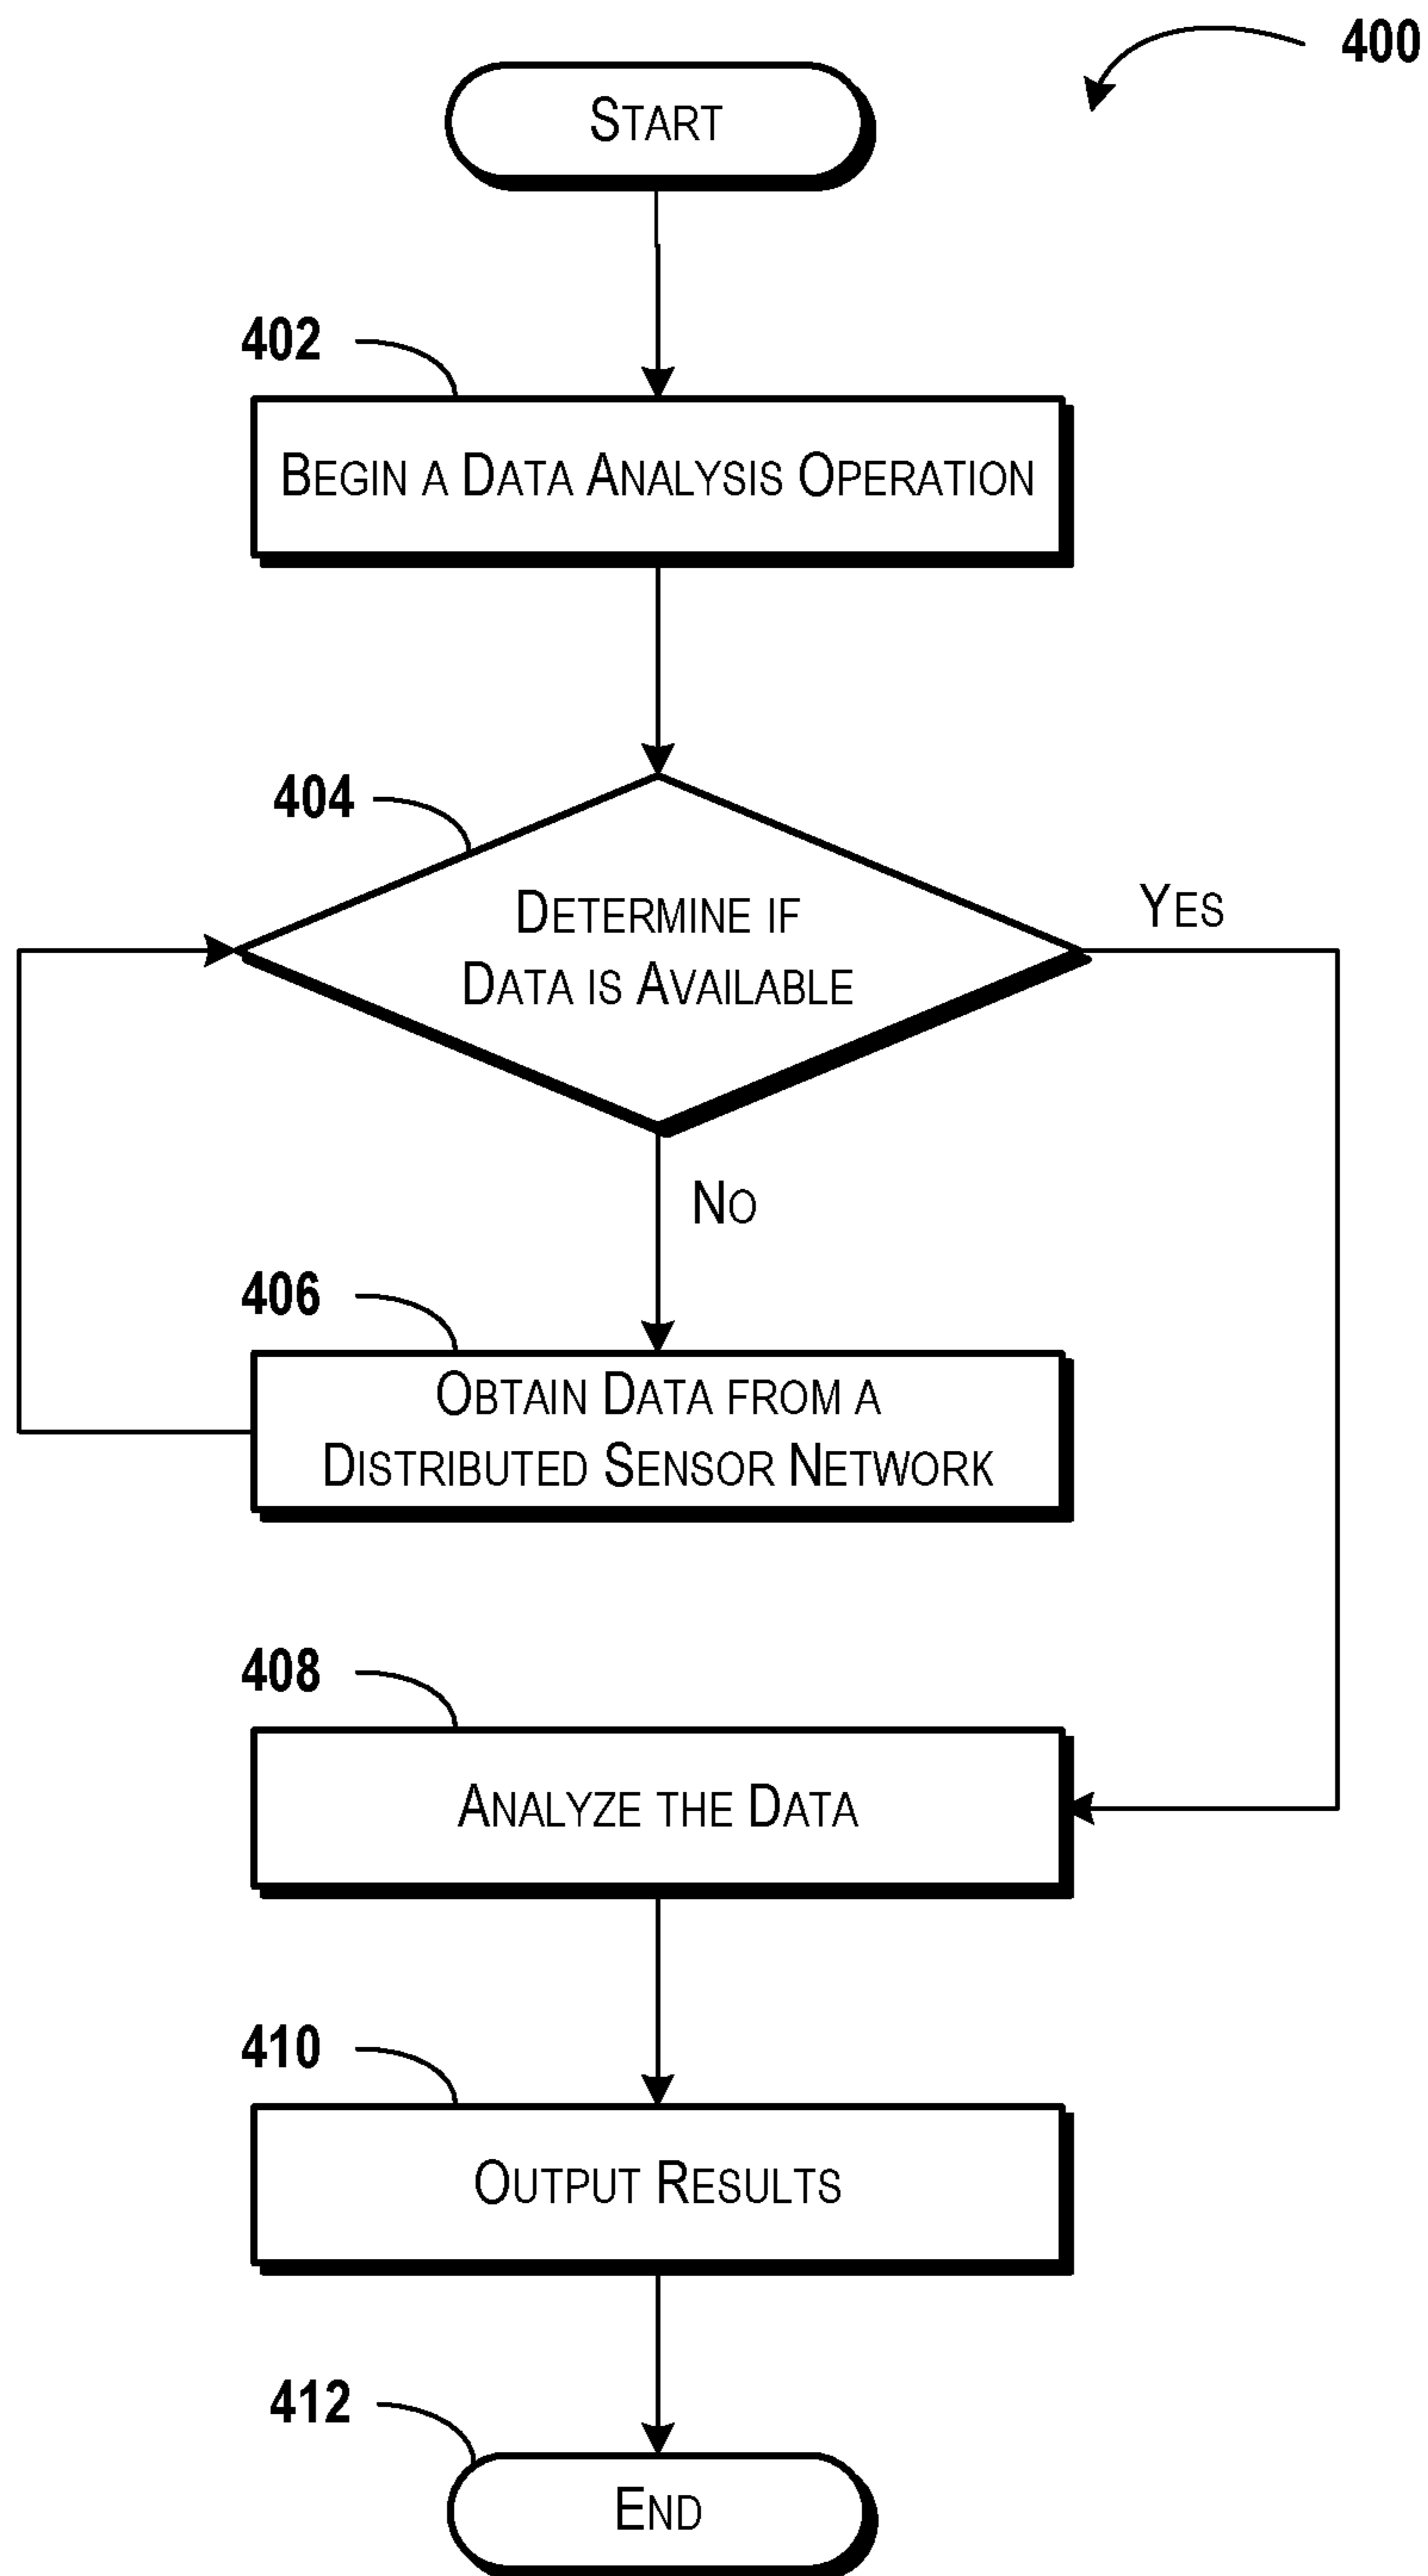 400
START
402
BEGIN A DATA ANALYSIS OPERATION
404
DETERMINE IF
DATA IS AVAILABLE
YES
NO
406
OBTAIN DATA FROM A
DISTRIBUTED SENSOR NETWORK
408
ANALYZE THE DATA
410
OUTPUT RESULTS
412
END